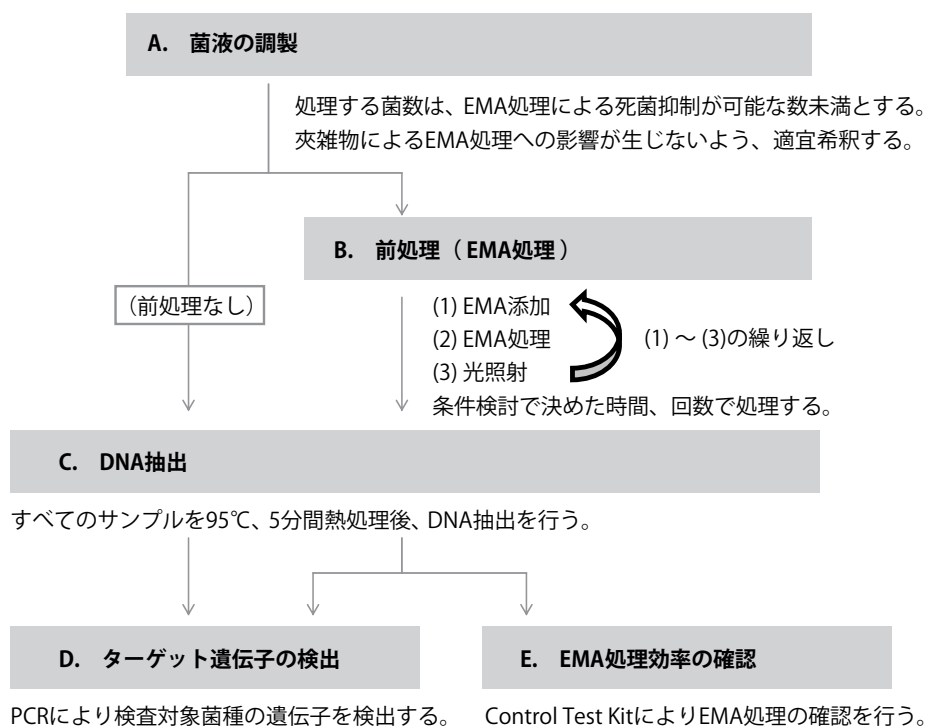 A. 菌液の調製
処理する菌数は、EMA処理による死菌抑制が可能な数未満とする。
夾雑物によるEMA処理への影響が生じないよう、適宜希釈する。
B. 前処理（ EMA処理 ）
（前処理なし）
(1) EMA添加
(2) EMA処理
(3) 光照射
(1) ～ (3)の繰り返し
条件検討で決めた時間、回数で処理する。
C. DNA抽出
すべてのサンプルを95℃、5分間熱処理後、DNA抽出を行う。
D. ターゲット遺伝子の検出
PCRにより検査対象菌種の遺伝子を検出する。
E. EMA処理効率の確認
Control Test KitによりEMA処理の確認を行う。